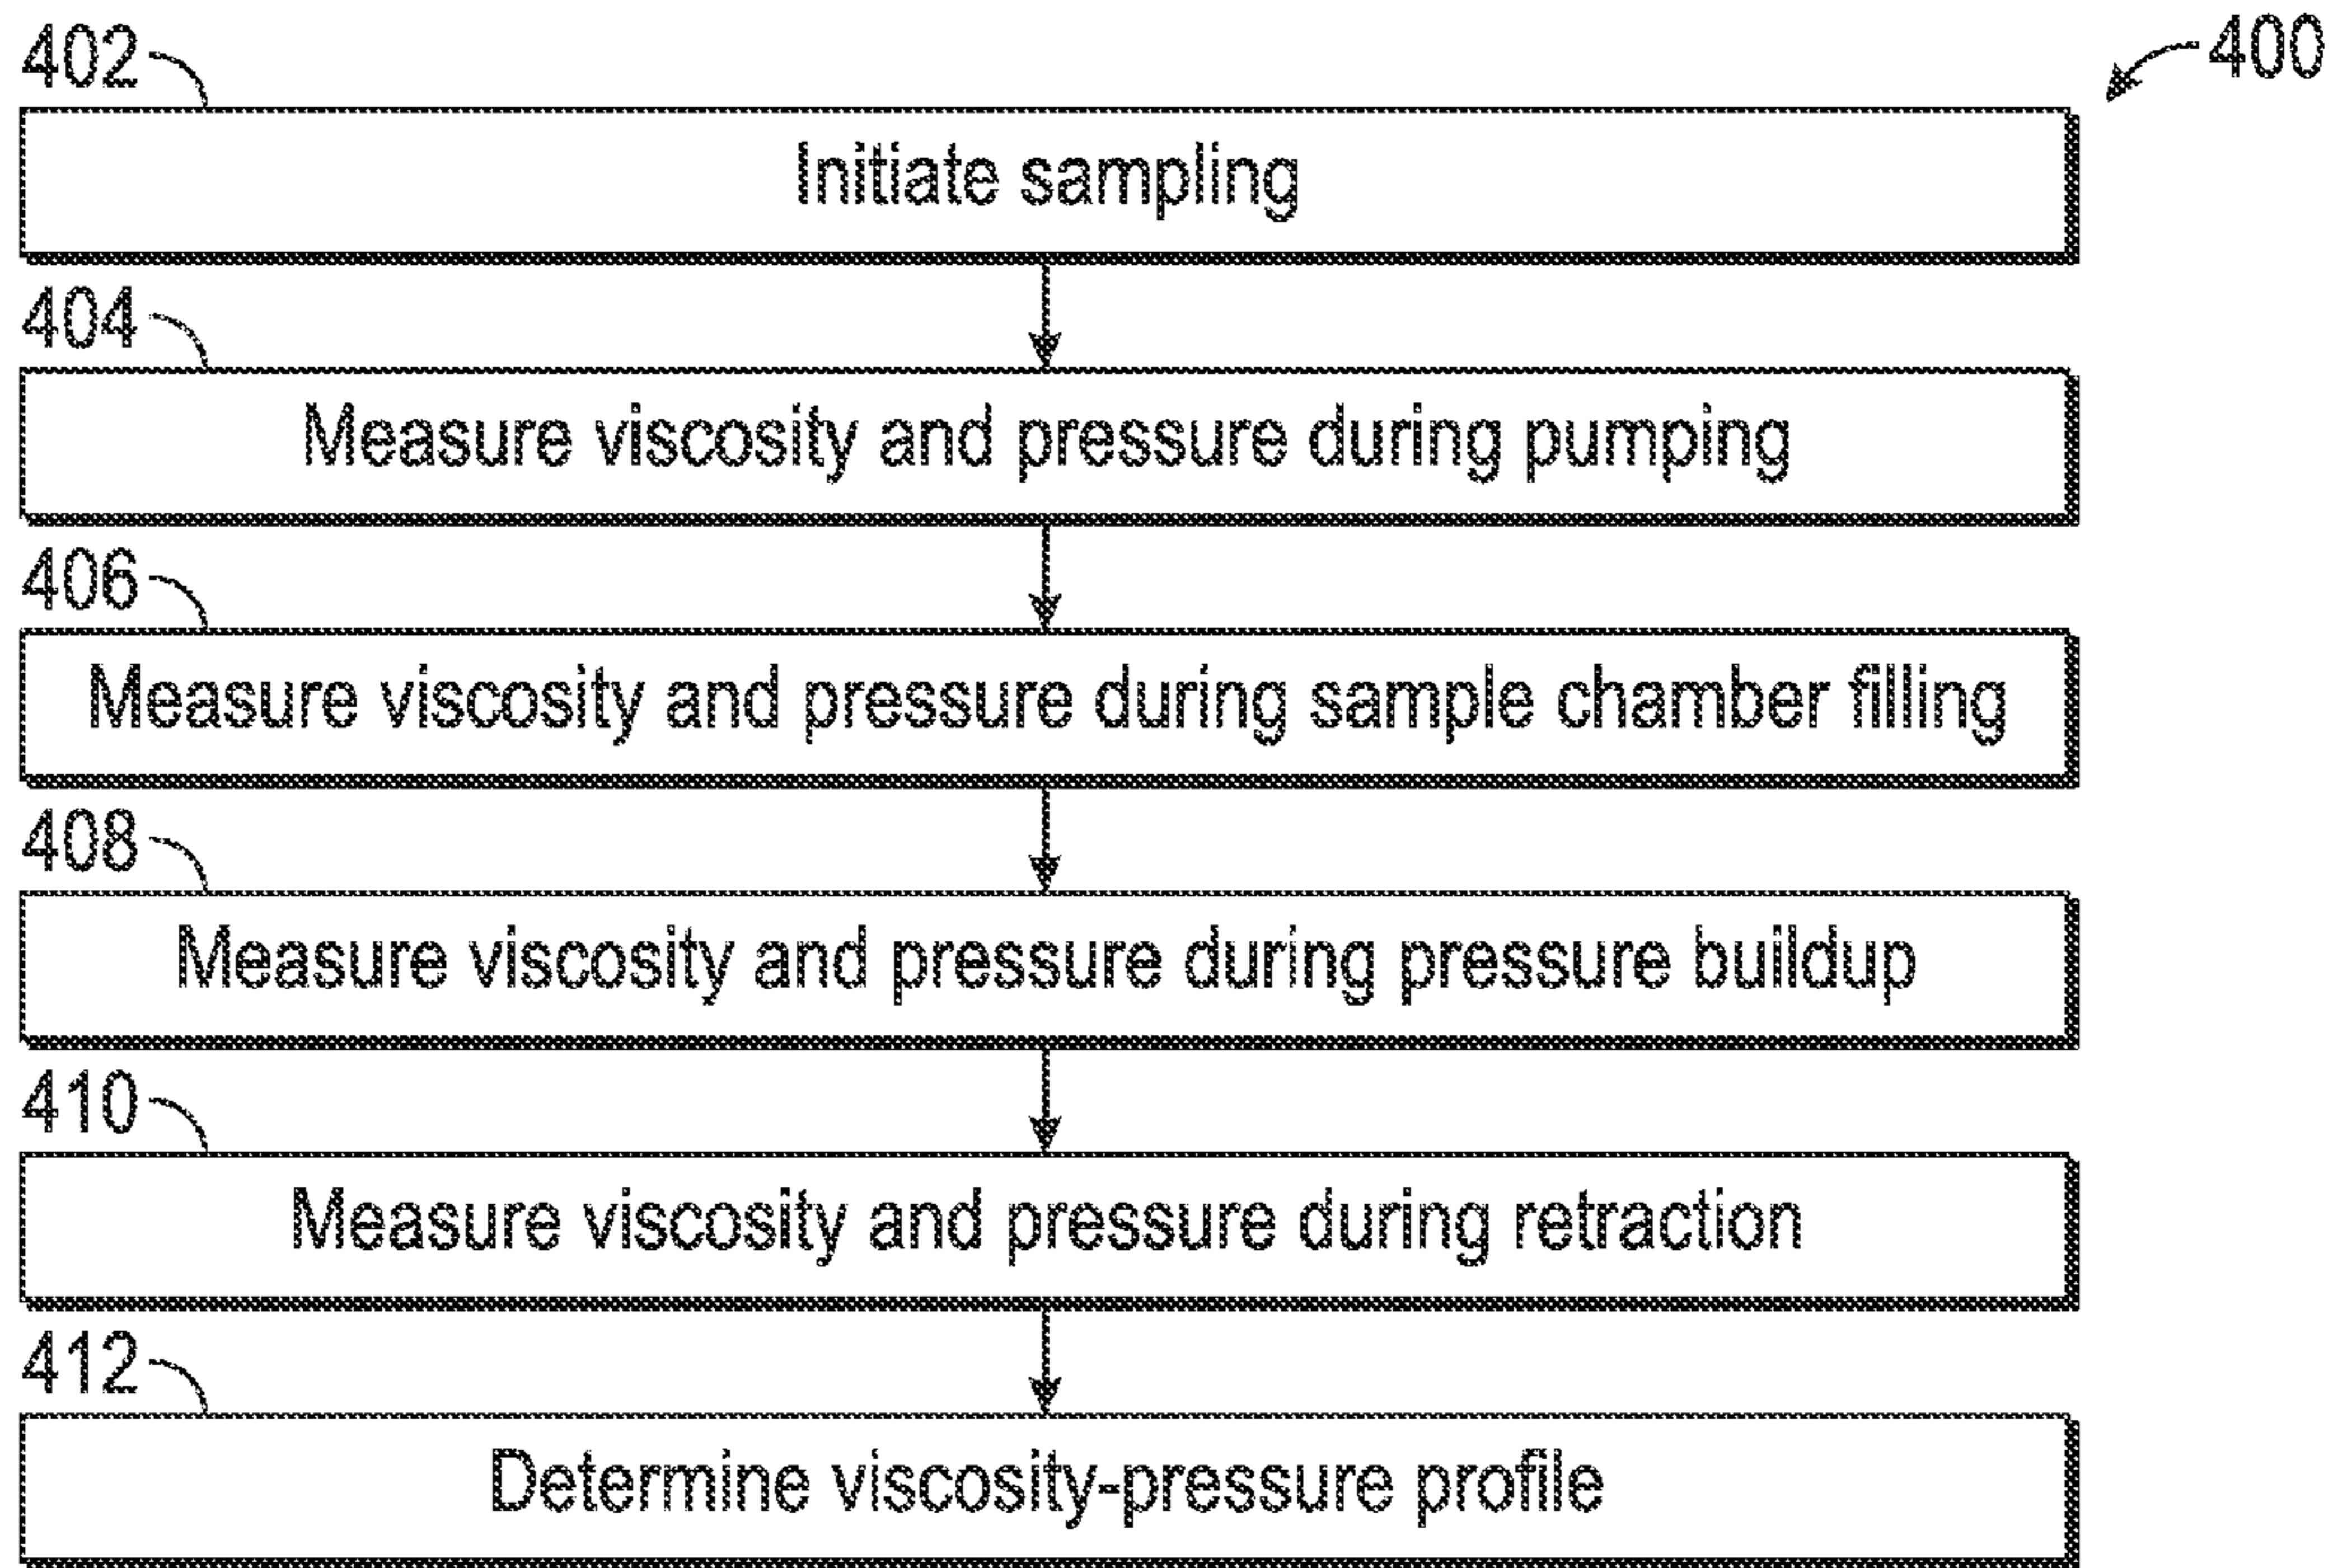 402
400
Initiate sampling
404
Measure viscosity and pressure during pumping
406
Measure viscosity and pressure during sample chamber filling
408
Measure viscosity and pressure during pressure buildup
410
Measure viscosity and pressure during retraction
412
Determine viscosity-pressure profile